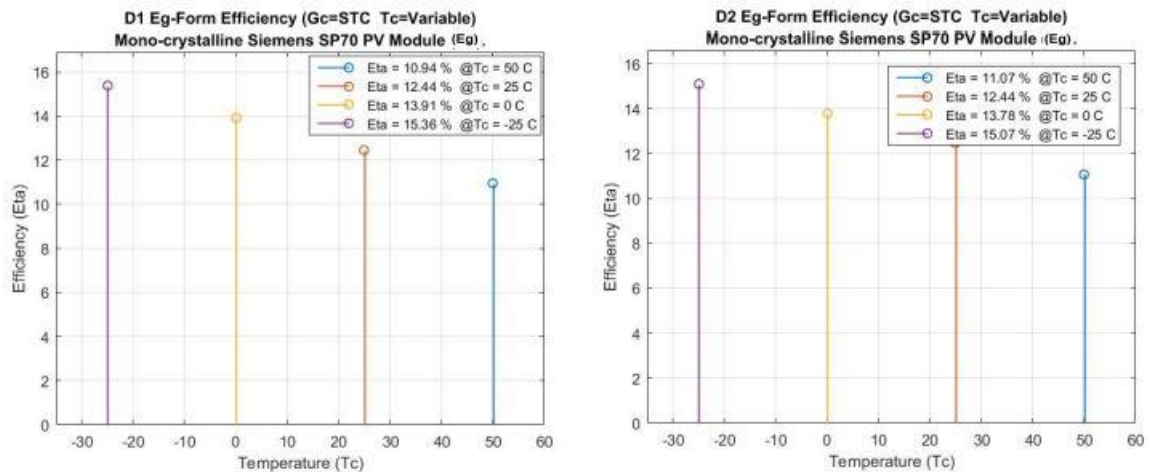 D1 Eg-Form Efficiency (Gc=STC Tc=Variable)
Mono-crystalline Siemens SP70 PV Module (Eg) .
Eta = 10.94 % @Tc = 50 C
Eta = 12.44 % @Tc = 25 C
Eta = 13.91 % @Tc = 0 C
Eta = 15.36 % @Tc = -25 C
Efficiency (Eta)
16
14
12
10
8
6
4
2
0
-30 -20 -10 0 10 20 30 40 50 60
Temperature (Tc)
D2 Eg-Form Efficiency (Gc=STC Tc=Variable)
Mono-crystalline Siemens SP70 PV Module (Eg) .
Eta = 11.07 % @Tc = 50 C
Eta = 12.44 % @Tc = 25 C
Eta = 13.78 % @Tc = 0 C
Eta = 15.07 % @Tc = -25 C
Efficiency (Eta)
16
14
12
10
8
6
4
2
0
-30 -20 -10 0 10 20 30 40 50 60
Temperature (Tc)